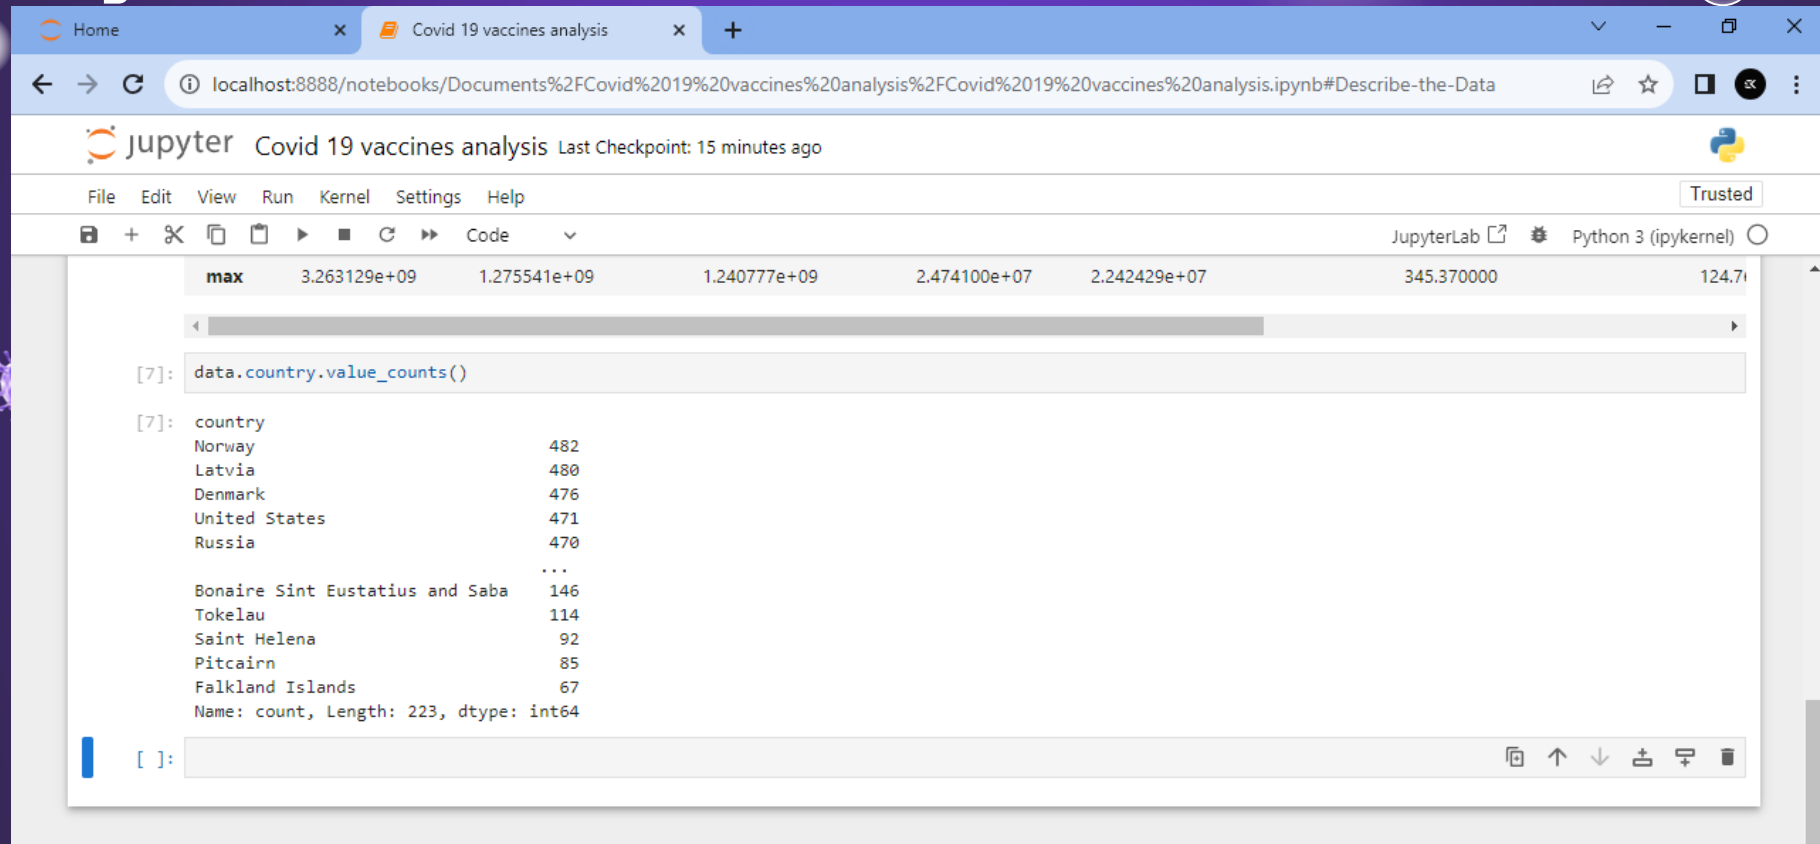 Home
Covid 19 vaccines analysis
localhost:8888/notebooks/Documents%2FCovid%2019%20vaccines%20analysis%2FCovid%2019%20vaccines%20analysis.ipynb#Describe-the-Data
jupyter Covid 19 vaccines analysis Last Checkpoint: 15 minutes ago
File Edit View Run Kernel Settings Help Trusted
Code JupyterLab Python 3 (ipykernel)
max 3.263129e+09 1.275541e+09 1.240777e+09 2.474100e+07 2.242429e+07 345.370000
[7]: data.country.value_counts()
[7]: country
Norway 482
Latvia 480
Denmark 476
United States 471
Russia 470
...
Bonaire Sint Eustatius and Saba 146
Tokelau 114
Saint Helena 92
Pitcairn 85
Falkland Islands 67
Name: count, Length: 223, dtype: int64
[ ]: